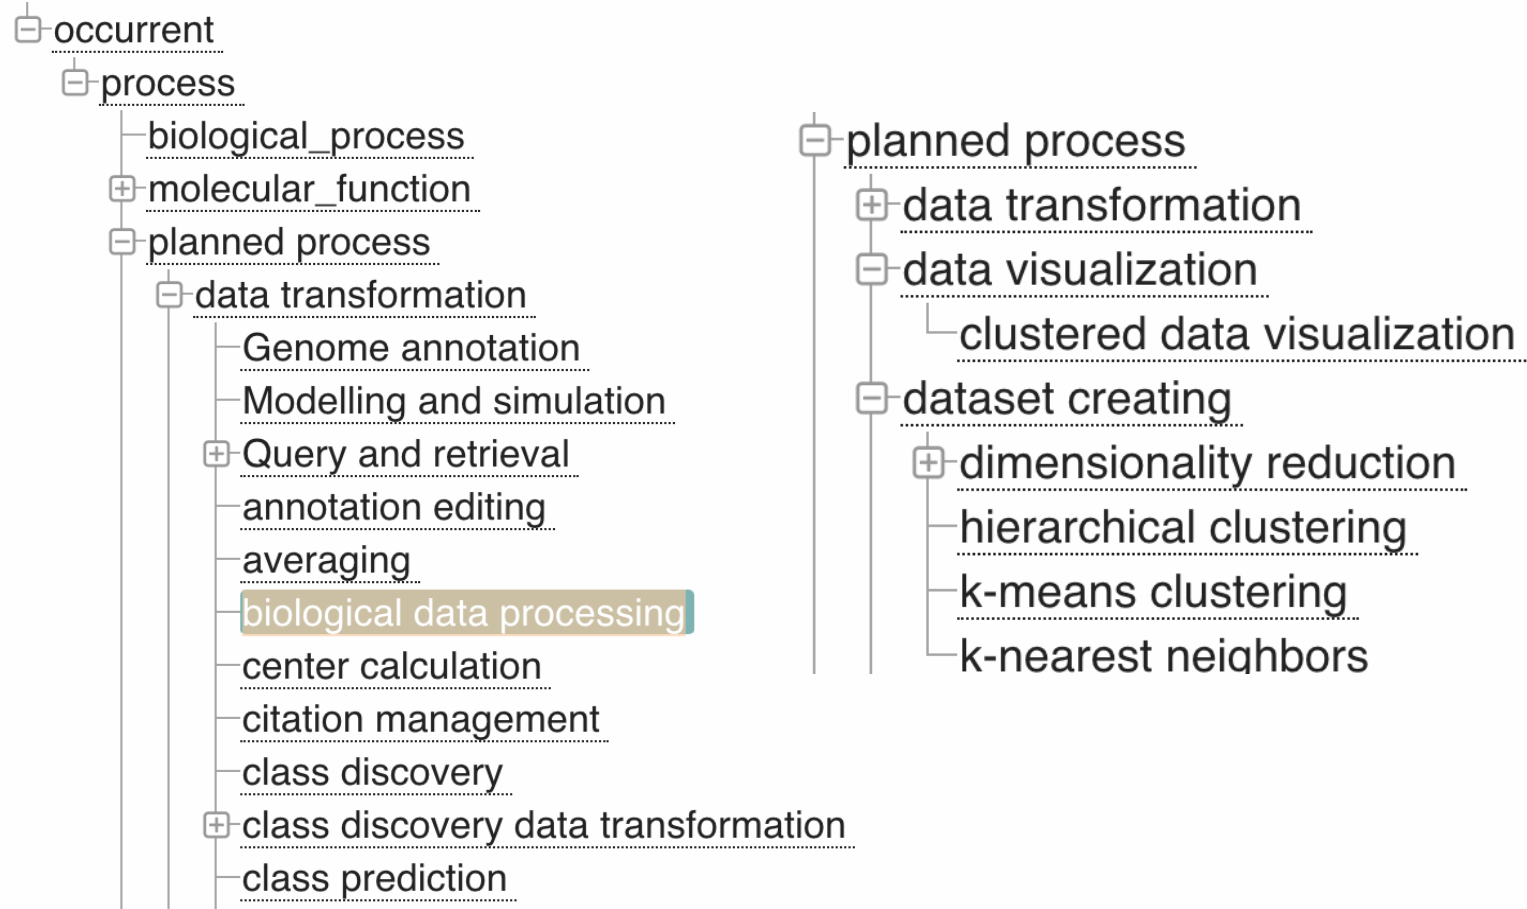 occurrent
process
biological_process
molecular_function
planned process
data transformation
Genome annotation
Modelling and simulation
Query and retrieval
annotation editing
averaging
biological data processing
center calculation
citation management
class discovery
class discovery data transformation
class prediction
planned process
data transformation
data visualization
clustered data visualization
dataset creating
dimensionality reduction
hierarchical clustering
k-means clustering
k-nearest neighbors